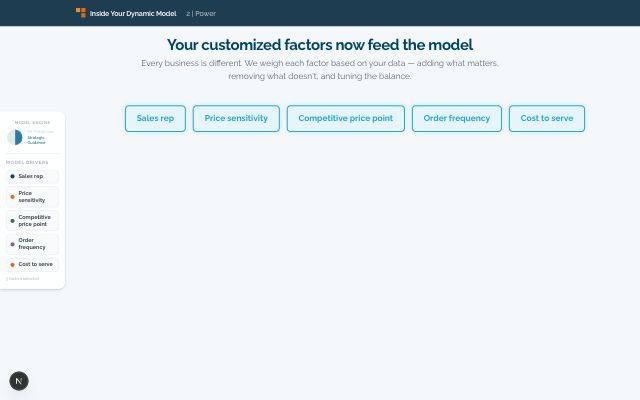 Inside Your Dynamic Model 2 | Power
Your customized factors now feed the model
Every business is different. We weigh each factor based on your data — adding what matters,
removing what doesn't, and tuning the balance.
Sales rep Price sensitivity Competitive price point Order frequency Cost to serve
MODEL ENGINE
Strategic
Guidance
MODEL DRIVERS
Sales rep
Price
sensitivity
Competitive
price point
Order
frequency
Cost to serve
N